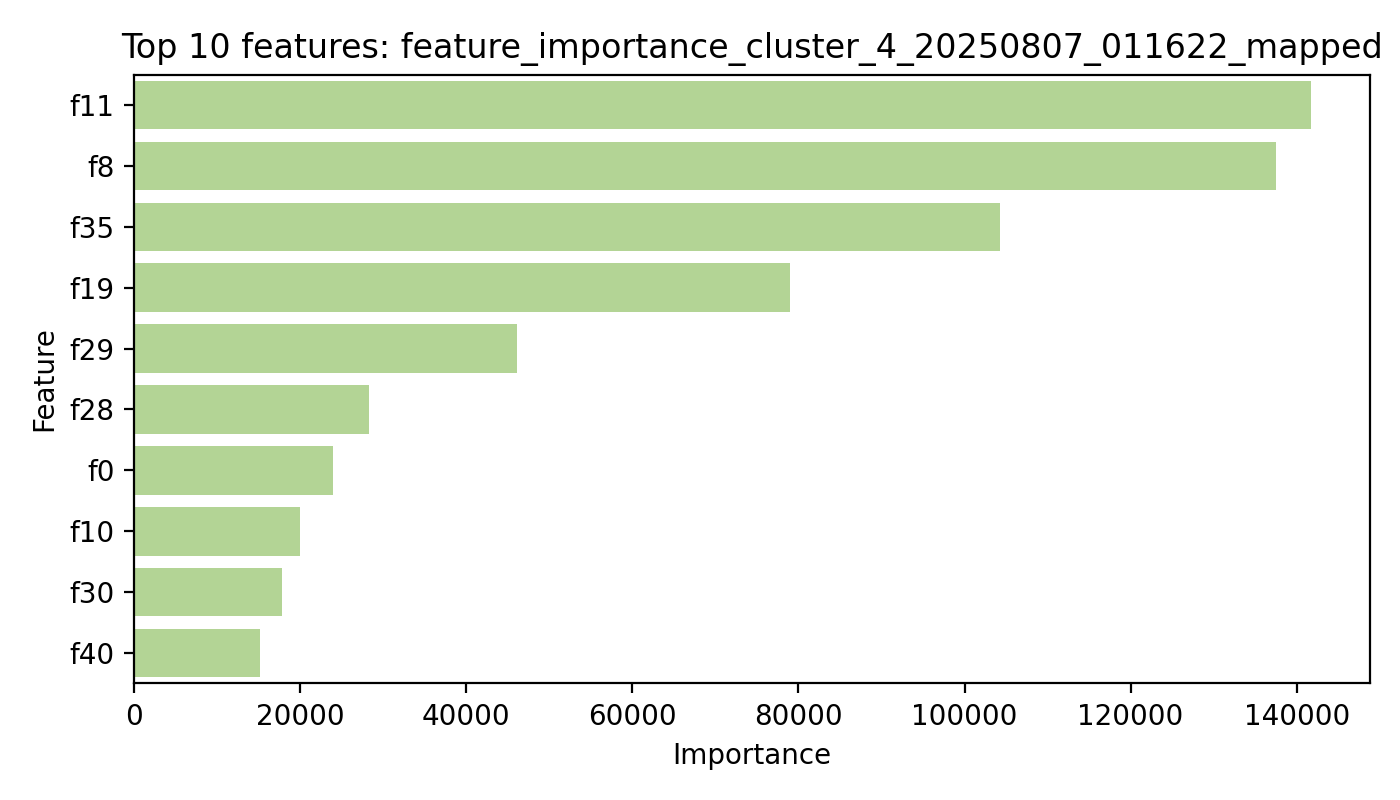 Top 10 features: feature_importance_cluster_4_20250807_011622_mapped
f11
f8
f35
f19
f29
f28
f0
f10
f30
f40
Feature
0 20000 40000 60000 80000 100000 120000 140000
Importance